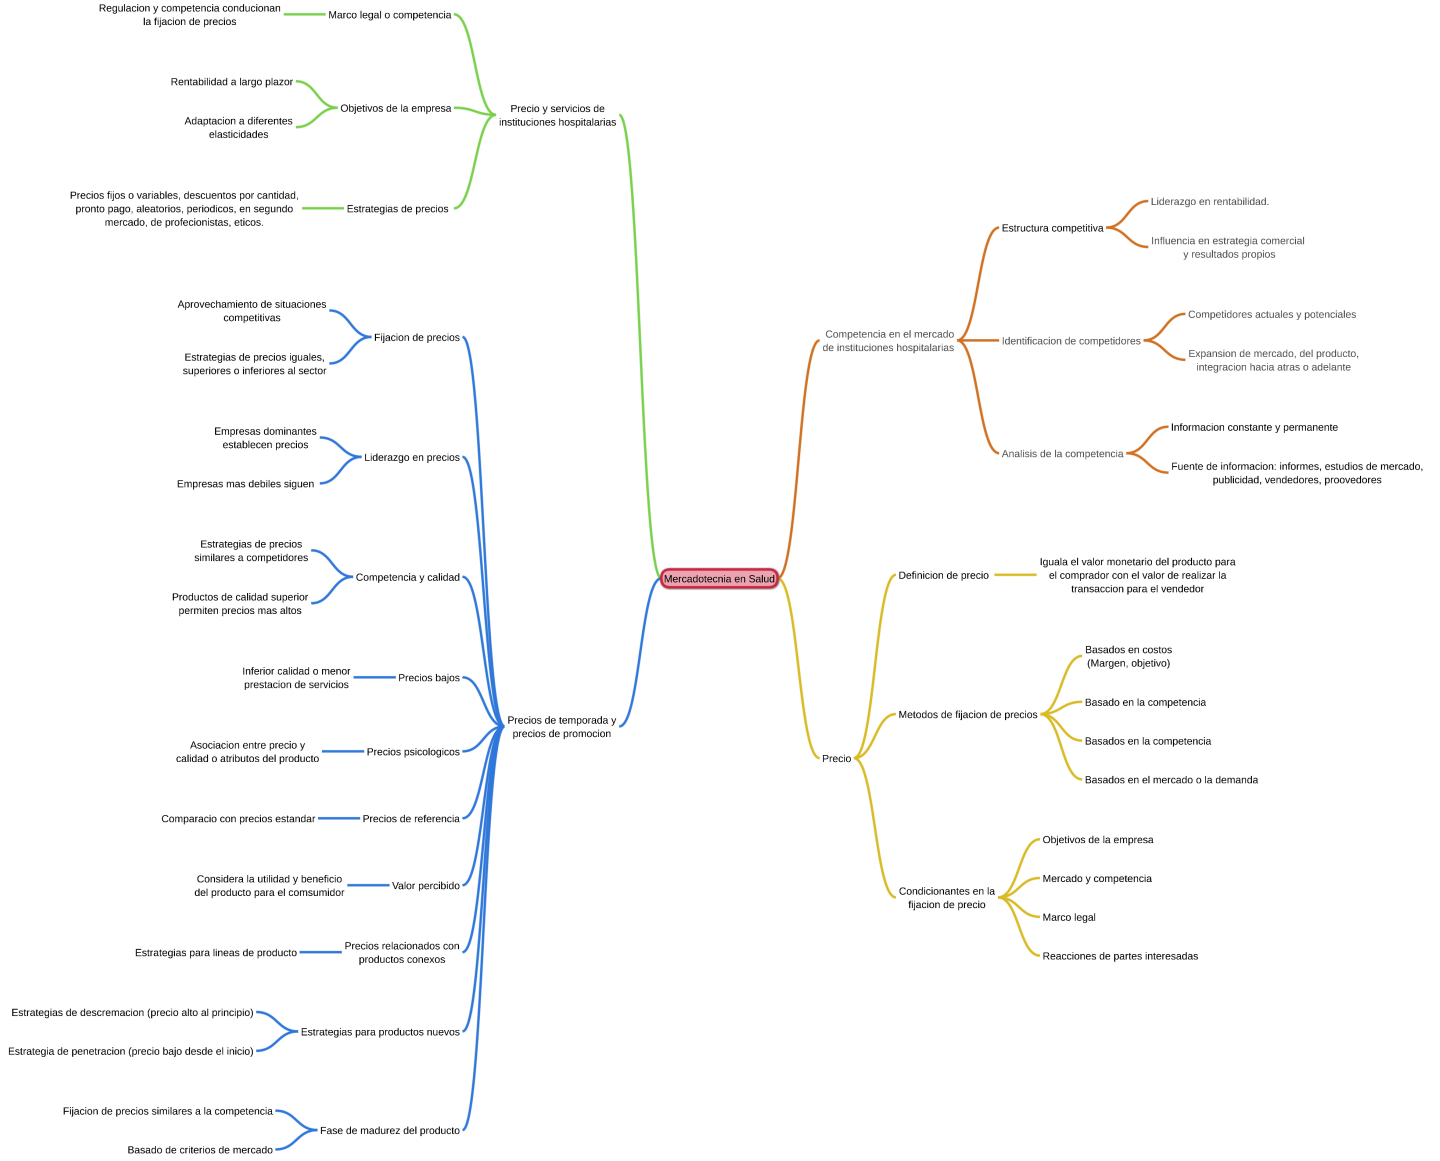 Regulacion y competencia conducionan
la fijacion de precios
Marco legal o competencia
Rentabilidad a largo plazor
Adaptacion a diferentes
elasticidades
Objetivos de la empresa
Precios fijos o variables, descuentos por cantidad,
pronto pago, aleatorios, periodicos, en segundo
mercado, de profecionistas, eticos.
Estrategias de precios
Precio y servicios de
instituciones hospitalarias
Aprovechamiento de situaciones
competitivas
Estrategias de precios iguales,
superiores o inferiores al sector
Fijacion de precios
Empresas dominantes
establecen precios
Empresas mas debiles siguen
Liderazgo en precios
Estrategias de precios
similares a competidores
Productos de calidad superior
permiten precios mas altos
Competencia y calidad
Inferior calidad o menor
prestacion de servicios
Precios bajos
Asociacion entre precio y
calidad o atributos del producto
Precios psicologicos
Comparacio con precios estandar
Precios de referencia
Considera la utilidad y beneficio
del producto para el comsumidor
Valor percibido
Estrategias para lineas de producto
Precios relacionados con
productos conexos
Estrategias de descremacion (precio alto al principio)
Estrategia de penetracion (precio bajo desde el inicio)
Estrategias para productos nuevos
Fijacion de precios similares a la competencia
Basado de criterios de mercado
Fase de madurez del producto
Precios de temporada y
precios de promocion
Mercadotecnia en Salud
Competencia en el mercado
de instituciones hospitalarias
Estructura competitiva
Liderazgo en rentabilidad.
Influencia en estrategia comercial
y resultados propios
Identificacion de competidores
Competidores actuales y potenciales
Expansion de mercado, del producto,
integracion hacia atras o adelante
Analisis de la competencia
Informacion constante y permanente
Fuente de informacion: informes, estudios de mercado,
publicidad, vendedores, proovedores
Precio
Definicion de precio
Iguala el valor monetario del producto para
el comprador con el valor de realizar la
transaccion para el vendedor
Metodos de fijacion de precios
Basados en costos
(Margen, objetivo)
Basado en la competencia
Basados en la competencia
Basados en el mercado o la demanda
Condicionantes en la
fijacion de precio
Objetivos de la empresa
Mercado y competencia
Marco legal
Reacciones de partes interesadas